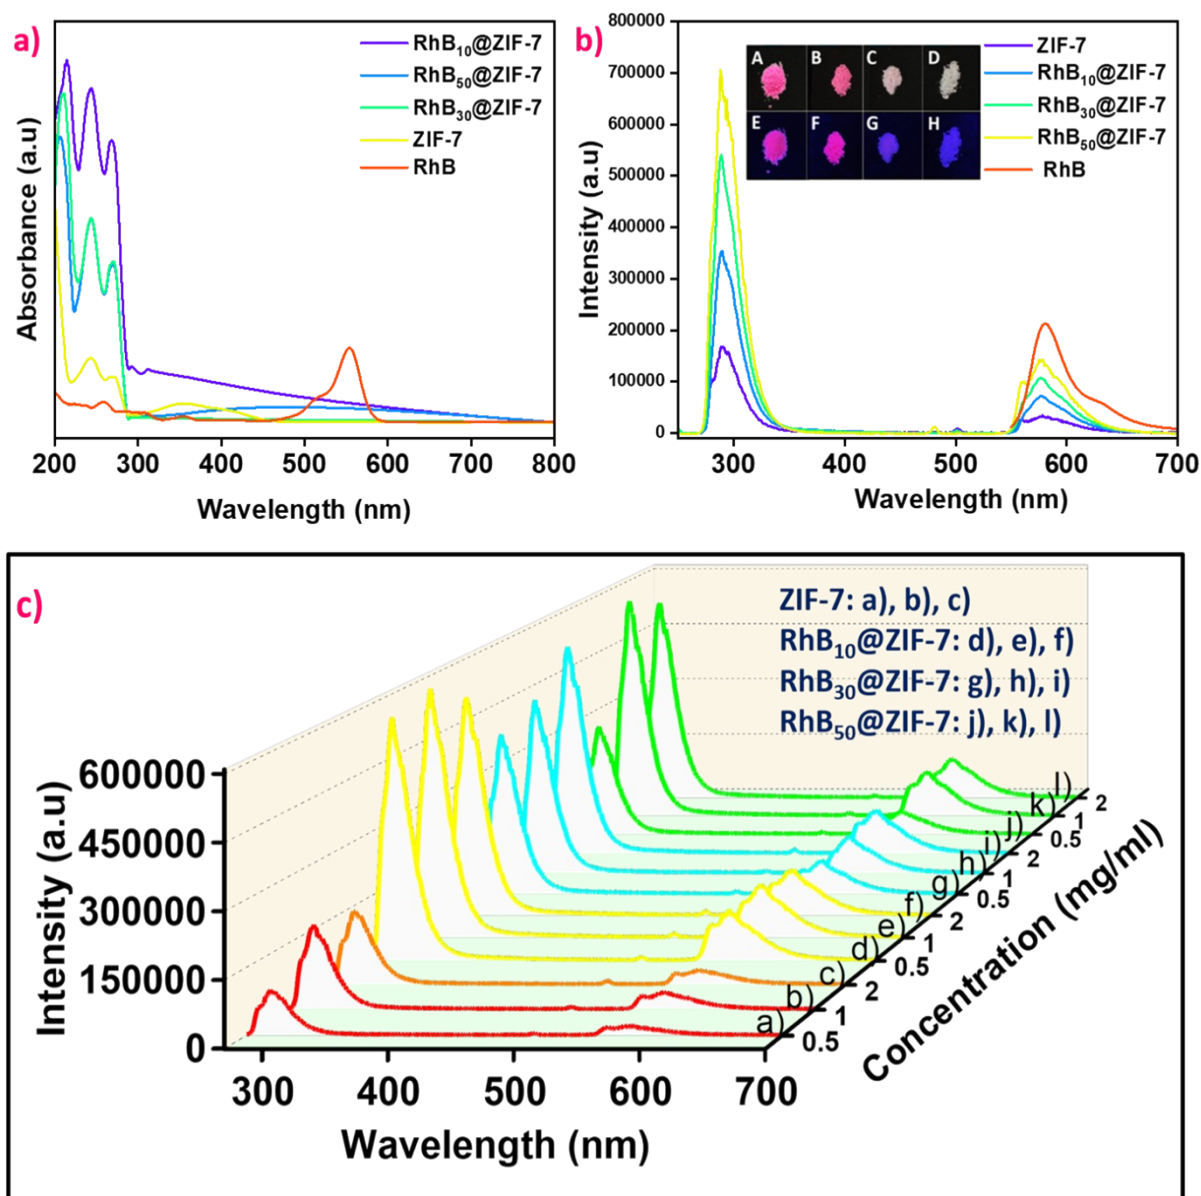 a)
RhB10@ZIF-7
RhB50@ZIF-7
RhB30@ZIF-7
ZIF-7
RhB
Absorbance (a.u)
200 300 400 500 600 700 800
Wavelength (nm)
b)
800000
700000
600000
500000
400000
300000
200000
100000
0
Intensity (a.u)
A B C D
E F G H
ZIF-7
RhB10@ZIF-7
RhB30@ZIF-7
RhB50@ZIF-7
RhB
300 400 500 600 700
Wavelength (nm)
c)
ZIF-7: a), b), c)
RhB10@ZIF-7: d), e), f)
RhB30@ZIF-7: g), h), i)
RhB50@ZIF-7: j), k), l)
600000
450000
300000
150000
0
Intensity (a.u)
l) 2
k) 1
j) 0.5
i) 2
h) 1
g) 0.5
f) 2
e) 1
d) 0.5
c) 2
b) 1
a) 0.5
Concentration (mg/ml)
300 400 500 600 700
Wavelength (nm)